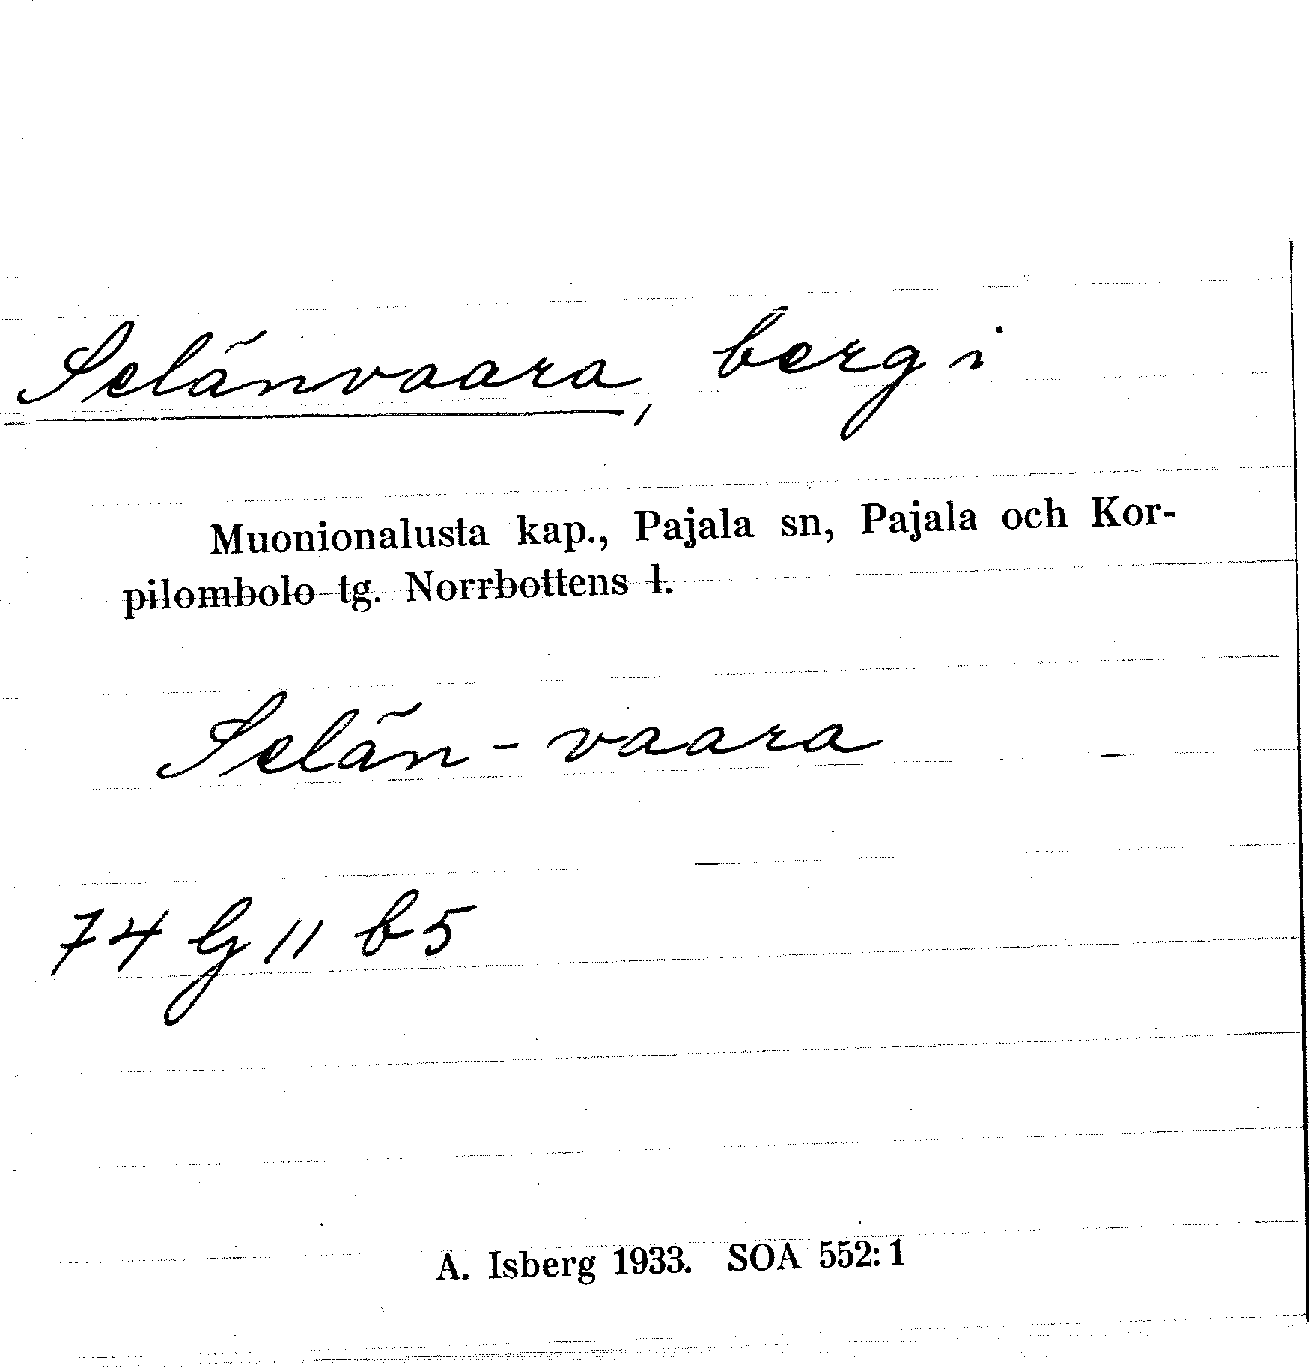 Selänvaara, berg i
Muonionalusta kap., Pajala sn, Pajala och Kor-
pilombolo tg. Norrbottens l.
Selän-vaara
74 G 11 b5
A. Isberg 1933. SOA 552:1